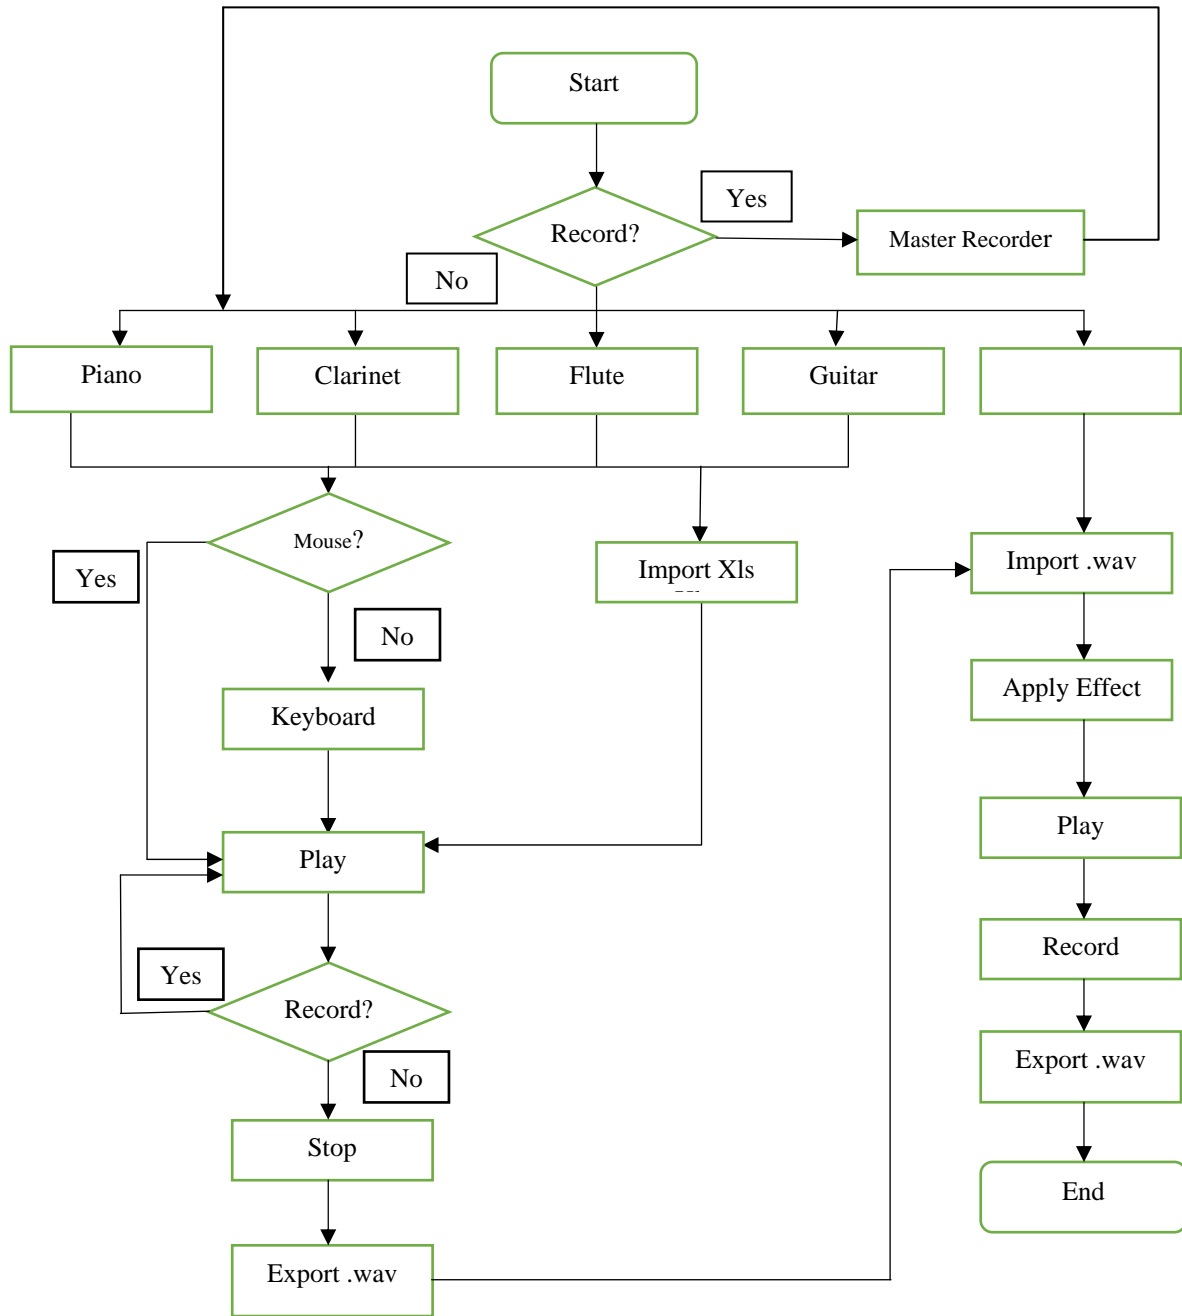 Start
Yes
Record?
Master Recorder
No
Piano
Clarinet
Flute
Guitar
Mouse?
Yes
Import Xls
Import .wav
No
Apply Effect
Keyboard
Play
Play
Record
Yes
Record?
Export .wav
No
Stop
End
Export .wav